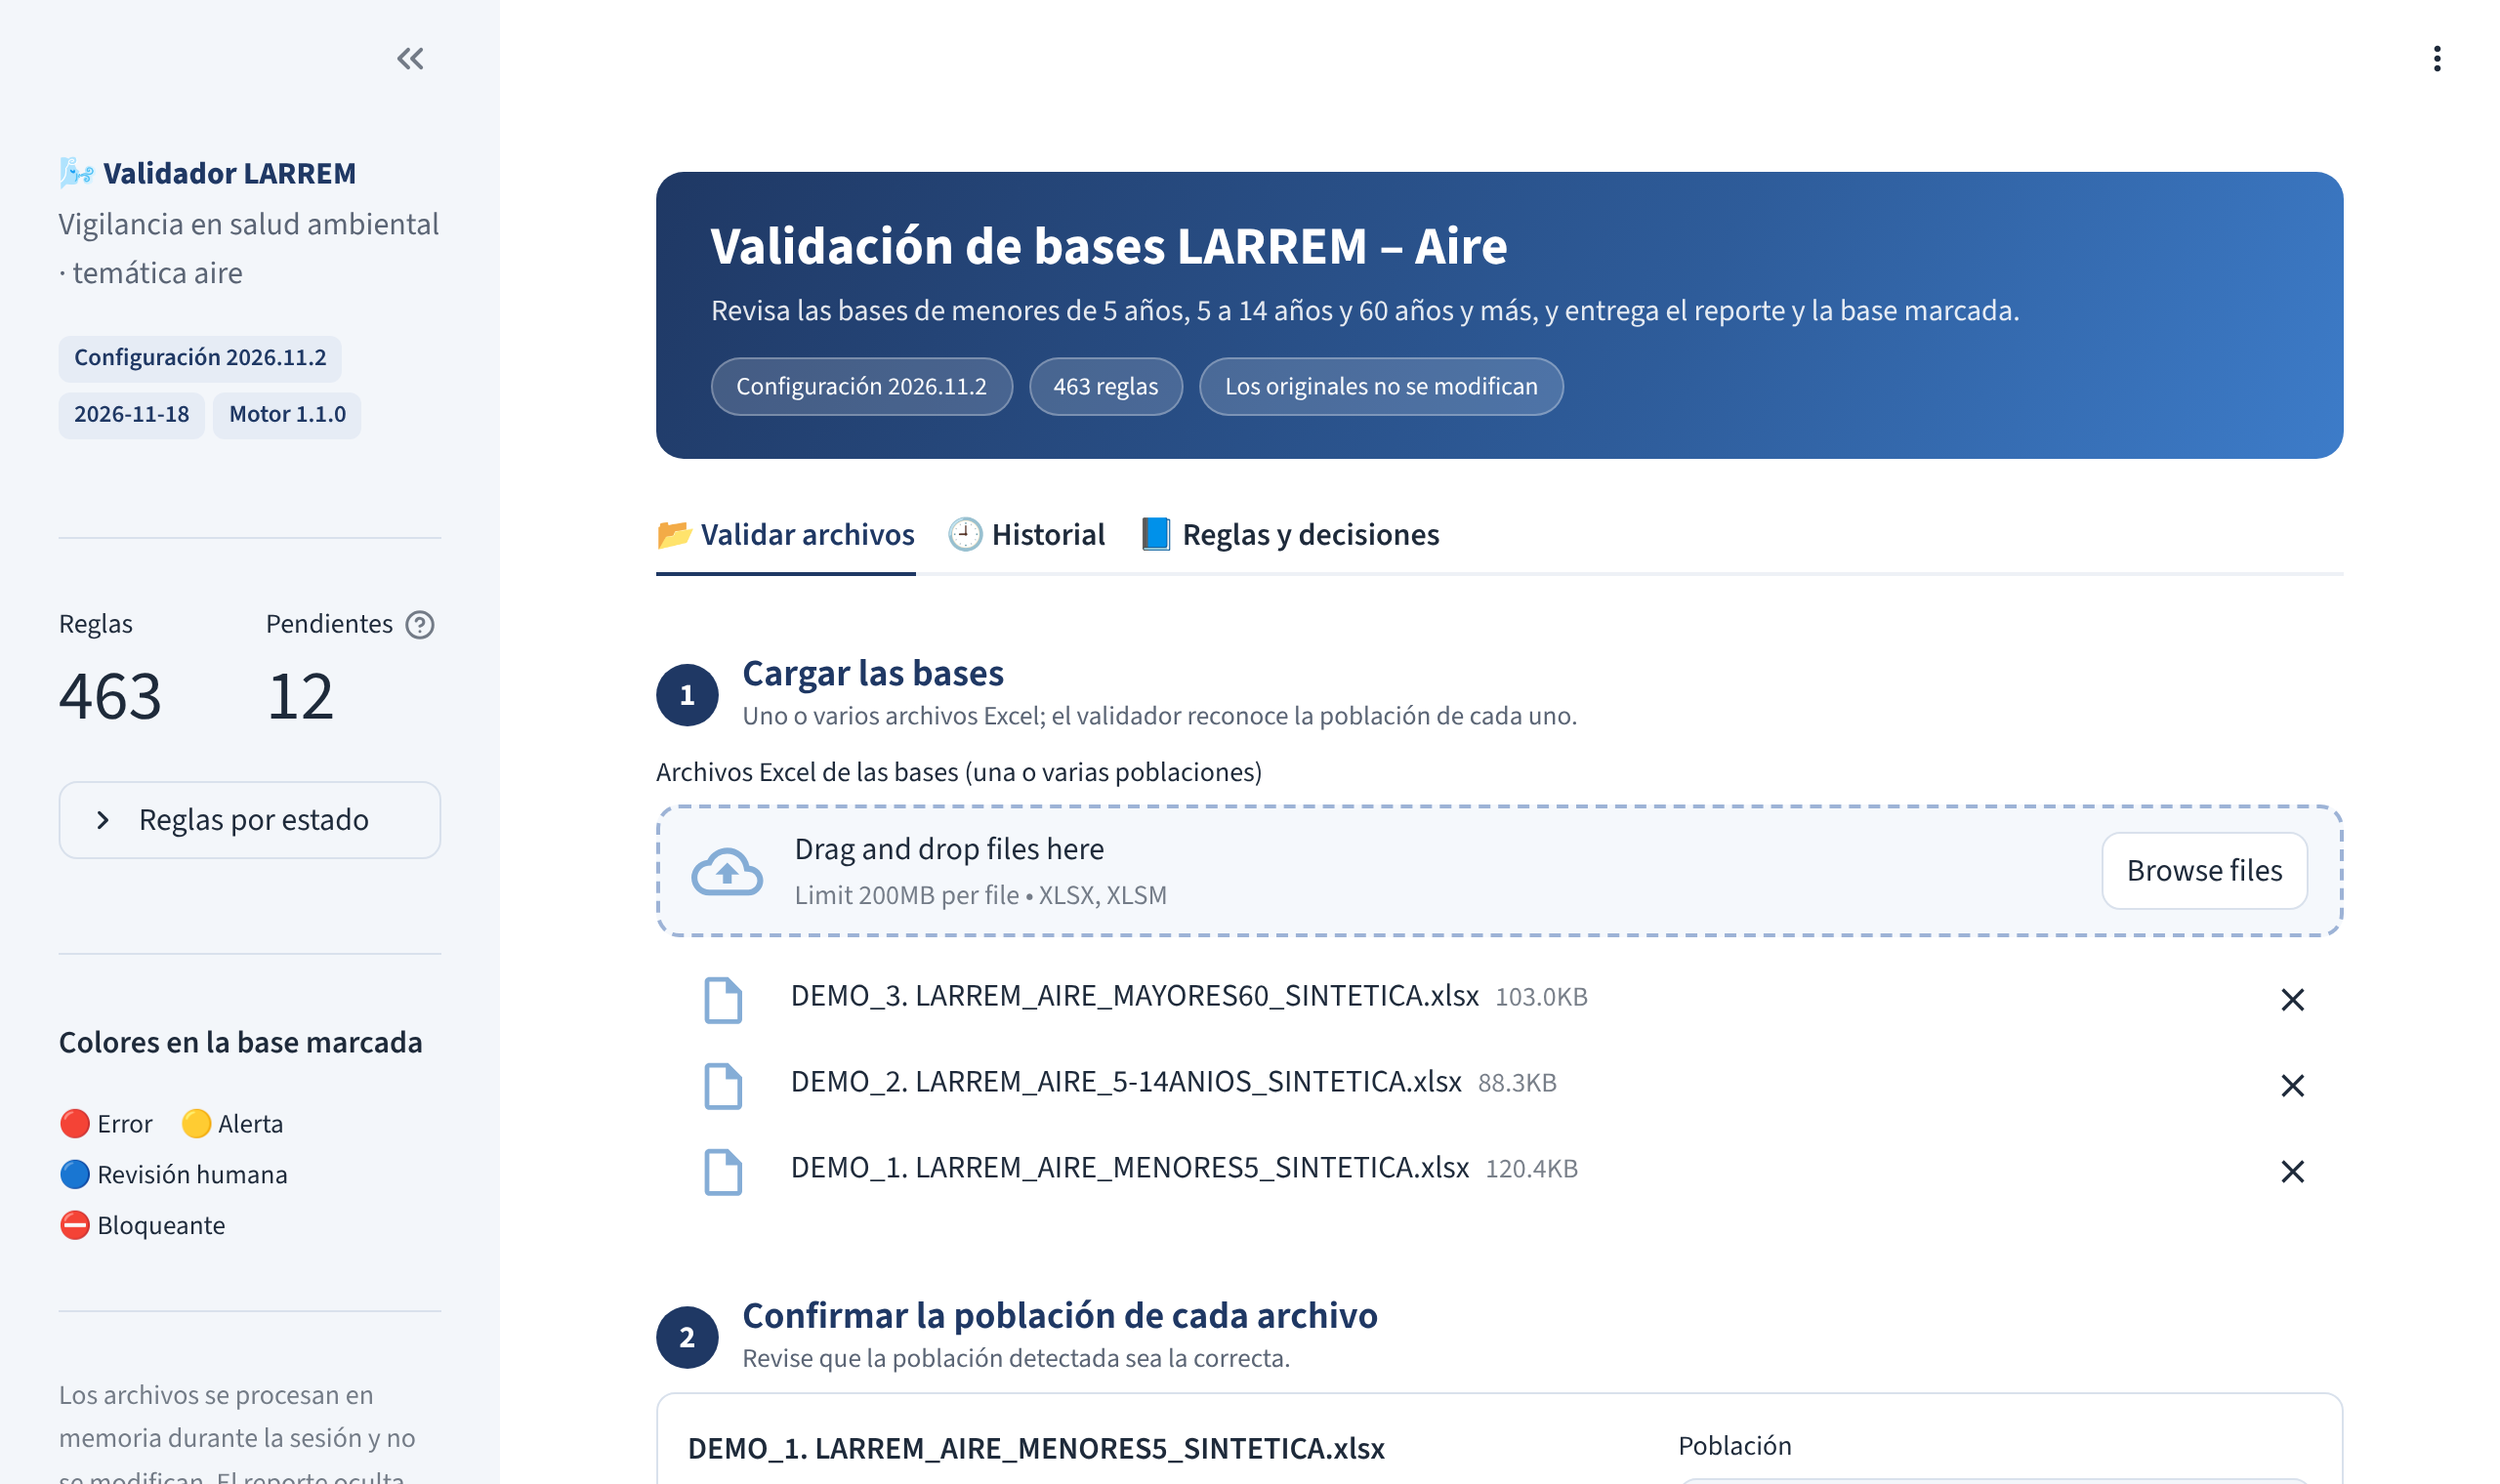 Validador LARREM
Vigilancia en salud ambiental
· temática aire
Configuración 2026.11.2
2026-11-18 Motor 1.1.0
Reglas Pendientes ?
463 12
Reglas por estado
Colores en la base marcada
Error Alerta
Revisión humana
Bloqueante
Los archivos se procesan en
memoria durante la sesión y no
se modifican. El reporte oculta
Validación de bases LARREM – Aire
Revisa las bases de menores de 5 años, 5 a 14 años y 60 años y más, y entrega el reporte y la base marcada.
Configuración 2026.11.2 463 reglas Los originales no se modifican
Validar archivos Historial Reglas y decisiones
1 Cargar las bases
Uno o varios archivos Excel; el validador reconoce la población de cada uno.
Archivos Excel de las bases (una o varias poblaciones)
Drag and drop files here
Limit 200MB per file • XLSX, XLSM
Browse files
DEMO_3. LARREM_AIRE_MAYORES60_SINTETICA.xlsx 103.0KB
DEMO_2. LARREM_AIRE_5-14ANIOS_SINTETICA.xlsx 88.3KB
DEMO_1. LARREM_AIRE_MENORES5_SINTETICA.xlsx 120.4KB
2 Confirmar la población de cada archivo
Revise que la población detectada sea la correcta.
DEMO_1. LARREM_AIRE_MENORES5_SINTETICA.xlsx
Población